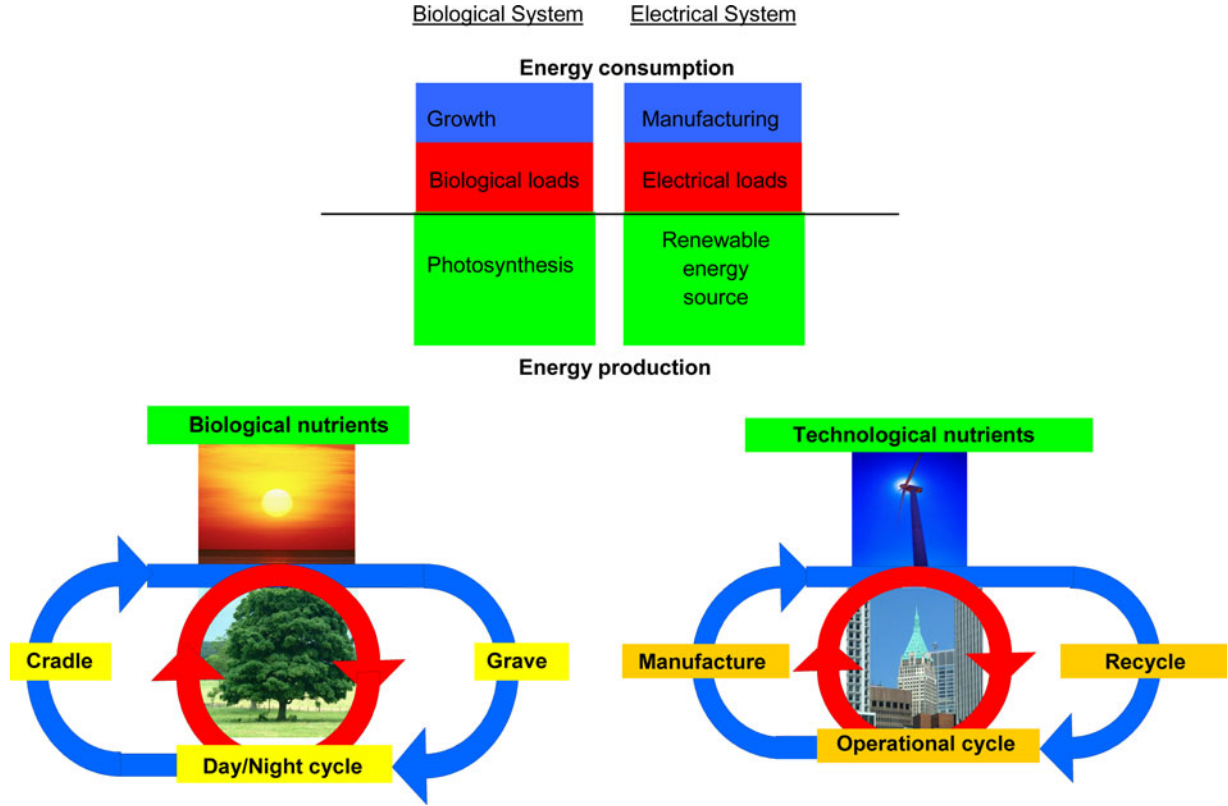 Biological System
Electrical System
Energy consumption
Growth
Manufacturing
Biological loads
Electrical loads
Photosynthesis
Renewable
energy
source
Energy production
Biological nutrients
Technological nutrients
Cradle
Grave
Manufacture
Recycle
Day/Night cycle
Operational cycle